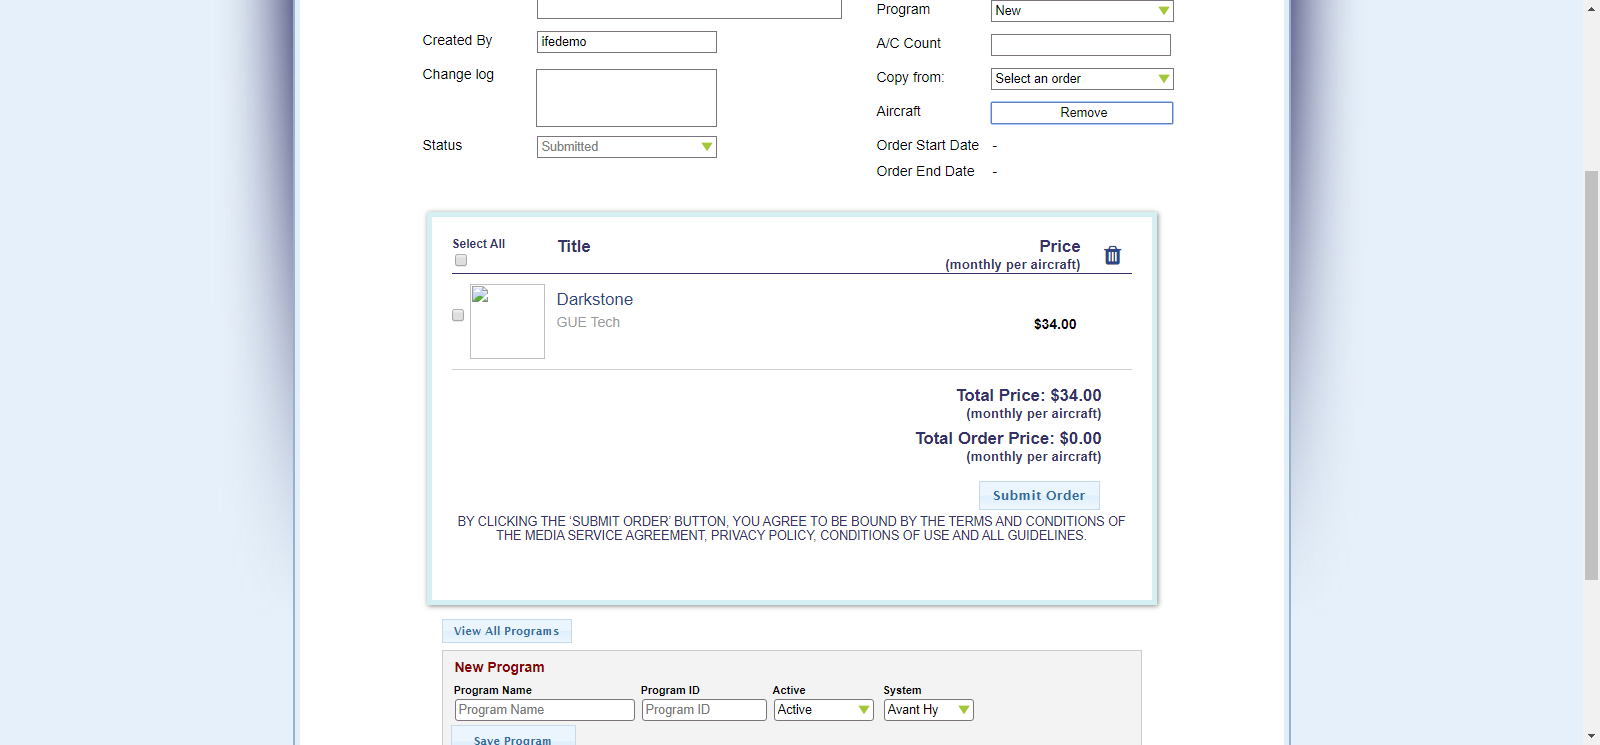 Program
New
Created By
ifedemo
A/C Count
Change log
Copy from:
Select an order
Aircraft
Remove
Status
Submitted
Order Start Date -
Order End Date -
Select All
Title
Price
(monthly per aircraft)
Darkstone
GUE Tech
$34.00
Total Price: $34.00
(monthly per aircraft)
Total Order Price: $0.00
(monthly per aircraft)
Submit Order
BY CLICKING THE ‘SUBMIT ORDER’ BUTTON, YOU AGREE TO BE BOUND BY THE TERMS AND CONDITIONS OF
THE MEDIA SERVICE AGREEMENT, PRIVACY POLICY, CONDITIONS OF USE AND ALL GUIDELINES.
View All Programs
New Program
Program Name Program ID Active System
Program Name Program ID Active Avant Hy
Save Program